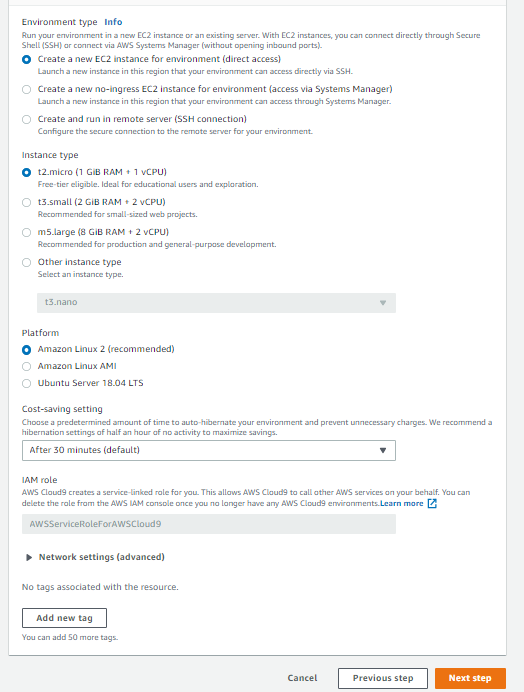 Environment type Info
Run your environment in a new EC2 instance or an existing server. With EC2 instances, you can connect directly through Secure
Shell (SSH) or connect via AWS Systems Manager (without opening inbound ports).
Create a new EC2 instance for environment (direct access)
Launch a new instance in this region that your environment can access directly via SSH.
Create a new no-ingress EC2 instance for environment (access via Systems Manager)
Launch a new instance in this region that your environment can access through Systems Manager.
Create and run in remote server (SSH connection)
Configure the secure connection to the remote server for your environment.
Instance type
t2.micro (1 GiB RAM + 1 vCPU)
Free-tier eligible. Ideal for educational users and exploration.
t3.small (2 GiB RAM + 2 vCPU)
Recommended for small-sized web projects.
m5.large (8 GiB RAM + 2 vCPU)
Recommended for production and general-purpose development.
Other instance type
Select an instance type.
t3.nano
Platform
Amazon Linux 2 (recommended)
Amazon Linux AMI
Ubuntu Server 18.04 LTS
Cost-saving setting
Choose a predetermined amount of time to auto-hibernate your environment and prevent unnecessary charges. We recommend a
hibernation settings of half an hour of no activity to maximize savings.
After 30 minutes (default)
IAM role
AWS Cloud9 creates a service-linked role for you. This allows AWS Cloud9 to call other AWS services on your behalf. You can
delete the role from the AWS IAM console once you no longer have any AWS Cloud9 environments. Learn more
AWSServiceRoleForAWSCloud9
Network settings (advanced)
No tags associated with the resource.
Add new tag
You can add 50 more tags.
Cancel Previous step Next step